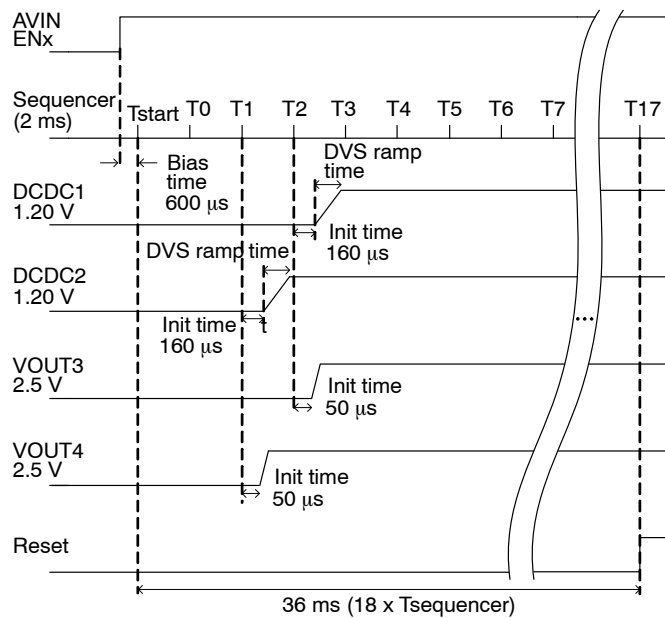 AVIN
ENx
Sequencer
(2 ms)
Tstart
T0
T1
T2
T3
T4
T5
T6
T7
T17
Bias
time
600 μs
DVS ramp
time
DCDC1
1.20 V
Init time
160 μs
DVS ramp time
DCDC2
1.20 V
Init time
160 μs
t
...
VOUT3
2.5 V
Init time
50 μs
VOUT4
2.5 V
Init time
50 μs
Reset
36 ms (18 x Tsequencer)